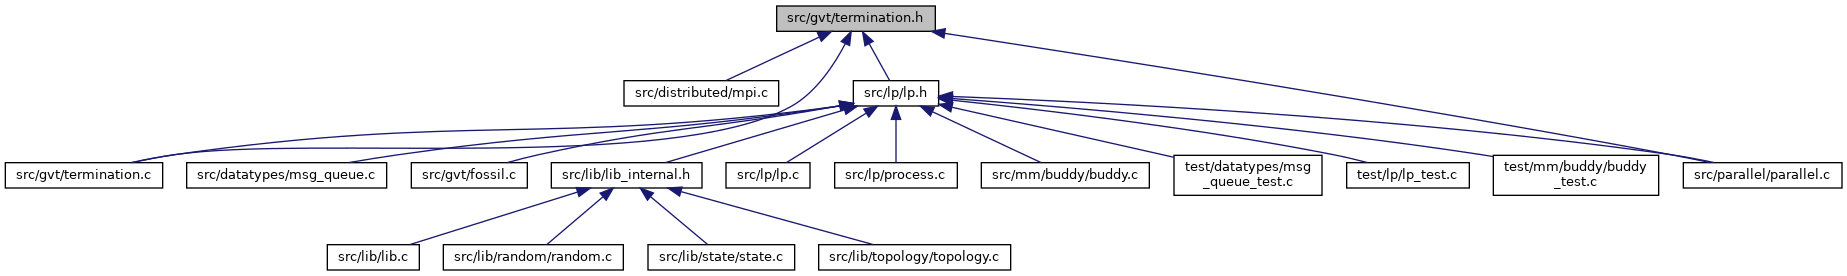 src/gvt/termination.h
src/distributed/mpi.c
src/lp/lp.h
src/gvt/termination.c
src/datatypes/msg_queue.c
src/gvt/fossil.c
src/lib/lib_internal.h
src/lp/lp.c
src/lp/process.c
src/mm/buddy/buddy.c
test/datatypes/msg
_queue_test.c
test/lp/lp_test.c
test/mm/buddy/buddy
_test.c
src/parallel/parallel.c
src/lib/lib.c
src/lib/random/random.c
src/lib/state/state.c
src/lib/topology/topology.c